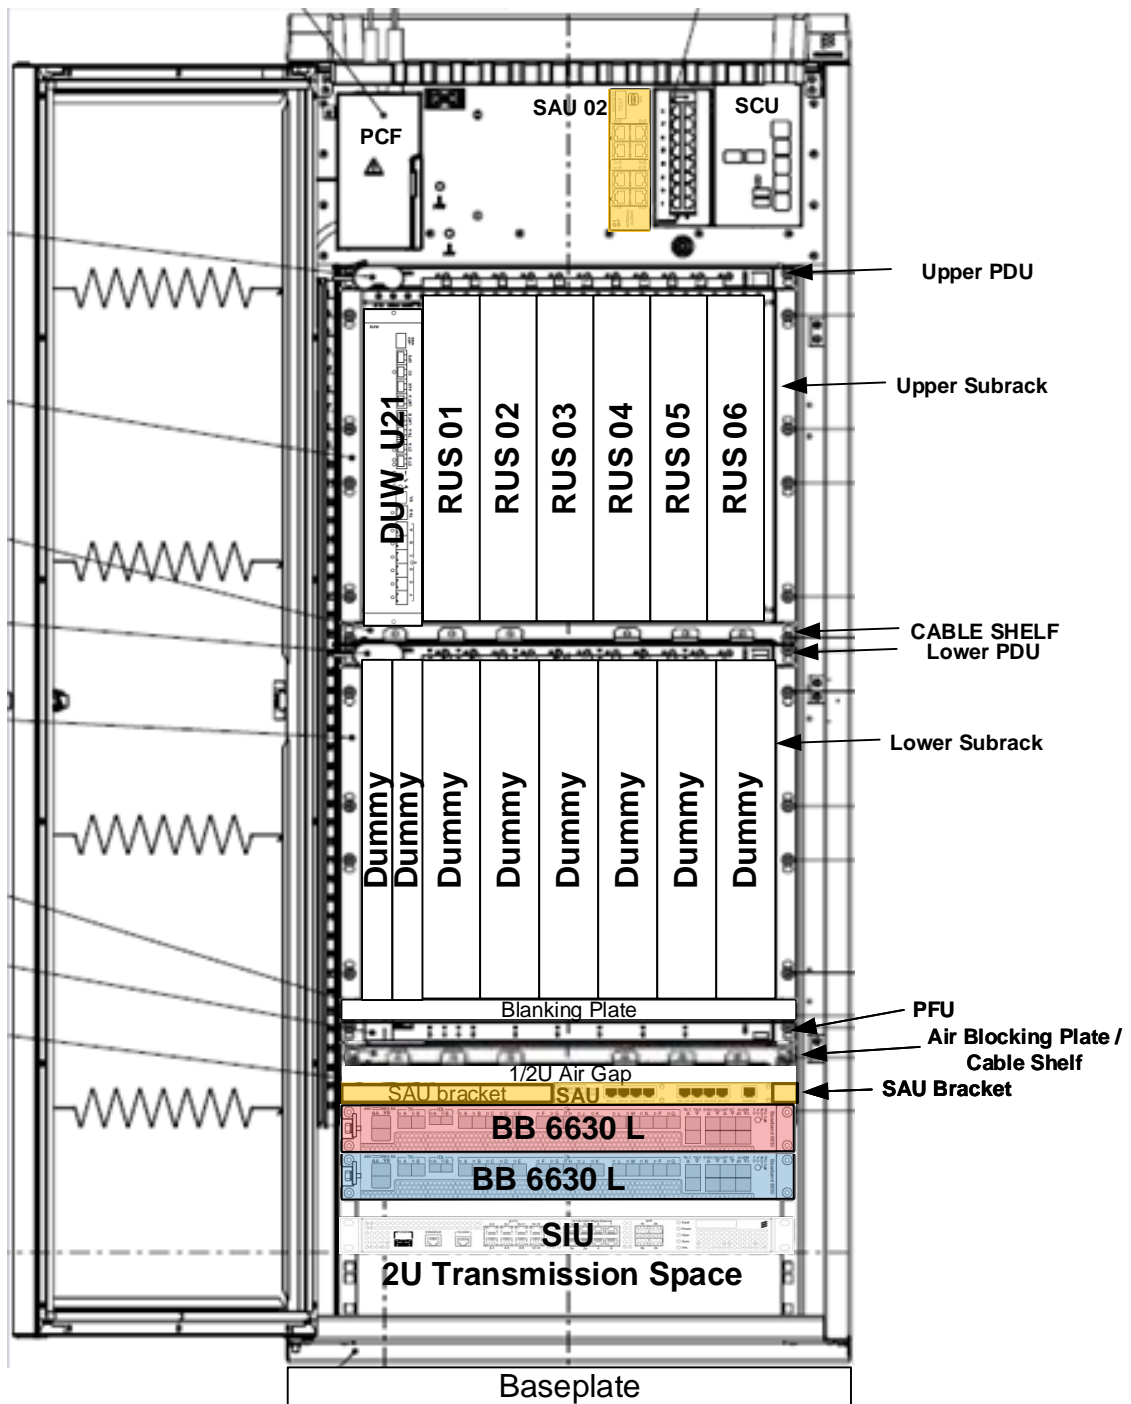 SAU 02
SCU
PCF
Upper PDU
Upper Subrack
DUW U21
RUS 01
RUS 02
RUS 03
RUS 04
RUS 05
RUS 06
CABLE SHELF
Lower PDU
Lower Subrack
Dummy
Dummy
Dummy
Dummy
Dummy
Dummy
Dummy
Dummy
Blanking Plate
PFU
Air Blocking Plate /
Cable Shelf
1/2U Air Gap
SAU bracket
SAU
SAU Bracket
BB 6630 L
BB 6630 L
SIU
2U Transmission Space
Baseplate